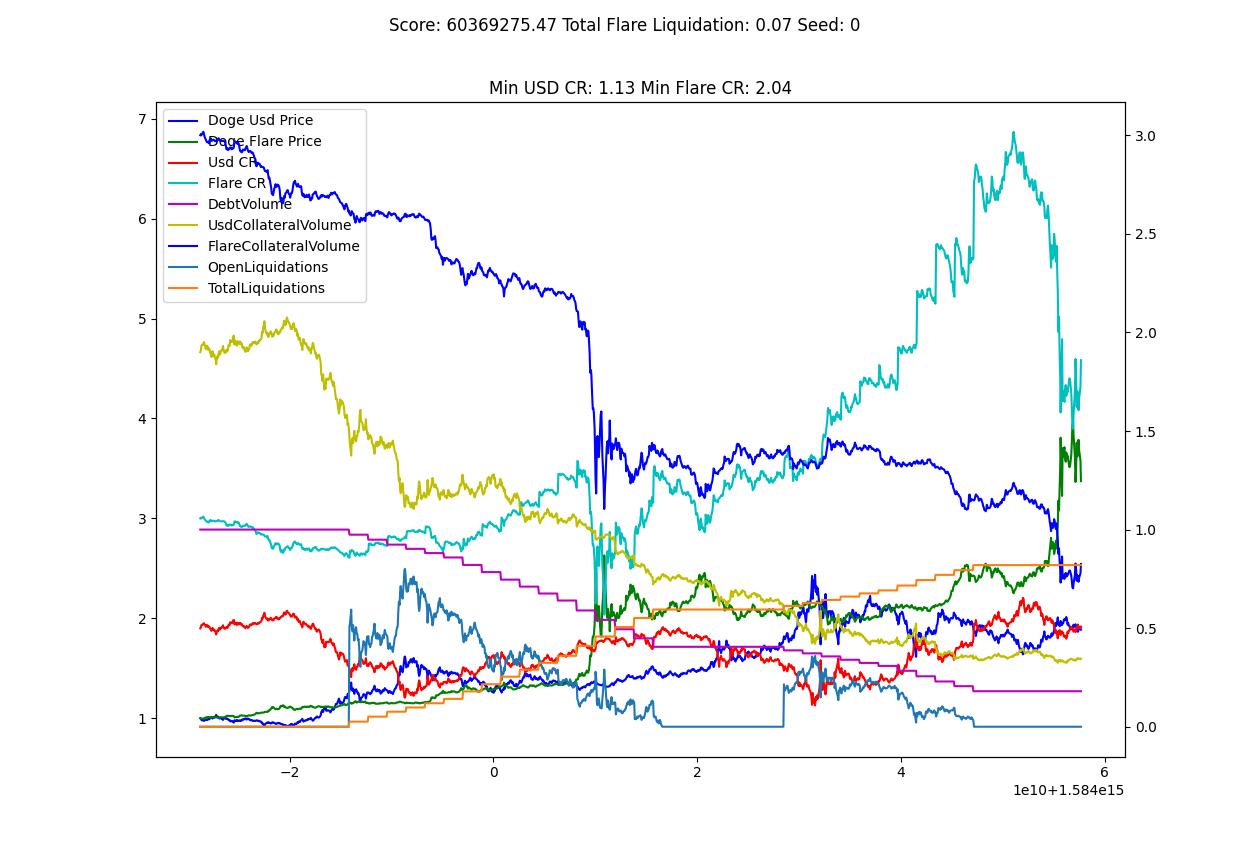 Score: 60369275.47 Total Flare Liquidation: 0.07 Seed: 0
Min USD CR: 1.13 Min Flare CR: 2.04
Doge Usd Price
Doge Flare Price
Usd CR
Flare CR
DebtVolume
UsdCollateralVolume
FlareCollateralVolume
OpenLiquidations
TotalLiquidations
7
6
5
4
3
2
1
3.0
2.5
2.0
1.5
1.0
0.5
0.0
−2
0
2
4
6
1e10+1.584e15